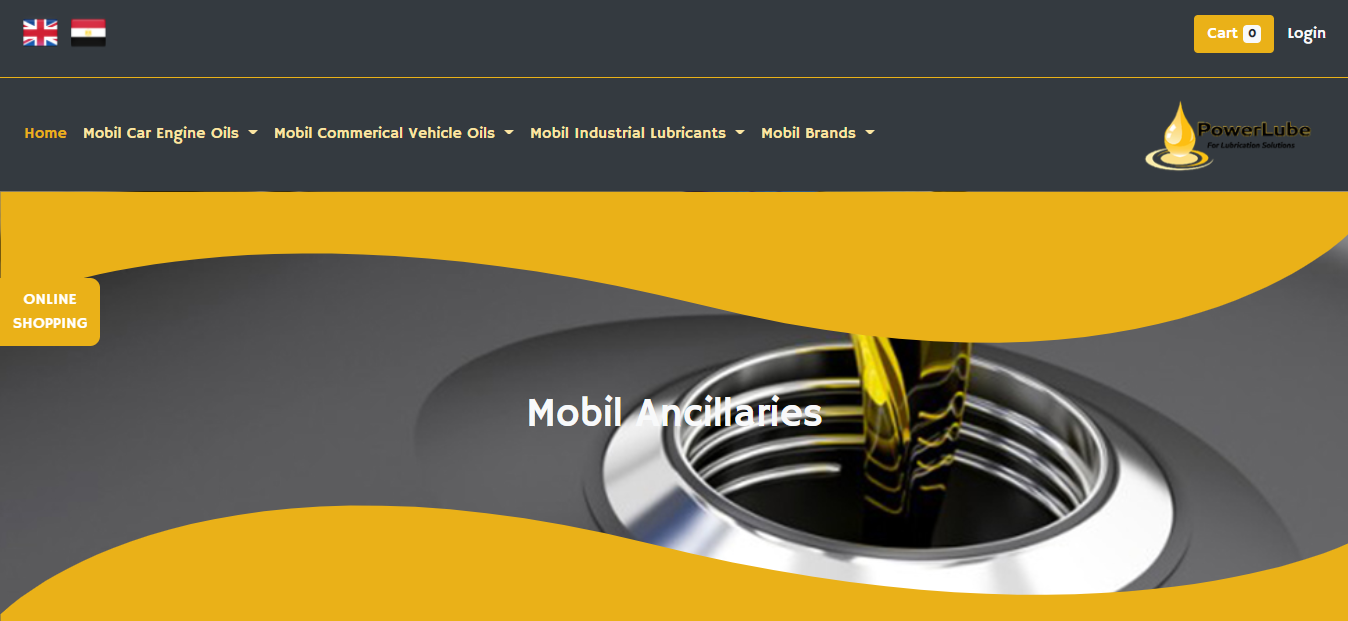 Cart 0 Login
Home Mobil Car Engine Oils Mobil Commerical Vehicle Oils Mobil Industrial Lubricants Mobil Brands
PowerLube
For Lubrication Solutions
ONLINE
SHOPPING
Mobil Ancillaries